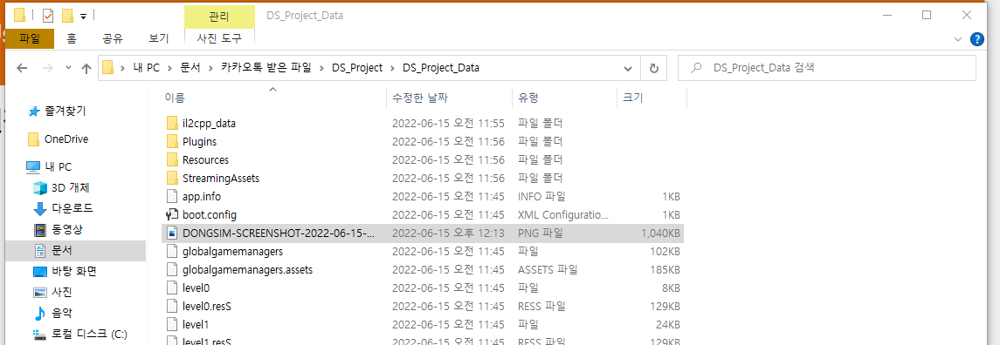 관리
DS_Project_Data
파일
홈
공유
보기
사진 도구
내 PC
문서
카카오톡 받은 파일
DS_Project
DS_Project_Data
DS_Project_Data 검색
이름
수정한 날짜
유형
크기
즐겨찾기
OneDrive
내 PC
3D 개체
다운로드
동영상
문서
바탕 화면
사진
음악
로컬 디스크 (C:)
il2cpp_data 2022-06-15 오전 11:55 파일 폴더
Plugins 2022-06-15 오전 11:56 파일 폴더
Resources 2022-06-15 오전 11:56 파일 폴더
StreamingAssets 2022-06-15 오전 11:56 파일 폴더
app.info 2022-06-15 오전 11:45 INFO 파일 1KB
boot.config 2022-06-15 오전 11:45 XML Configuratio... 1KB
DONGSIM-SCREENSHOT-2022-06-15-... 2022-06-15 오후 12:13 PNG 파일 1,040KB
globalgamemanagers 2022-06-15 오전 11:45 파일 102KB
globalgamemanagers.assets 2022-06-15 오전 11:45 ASSETS 파일 185KB
level0 2022-06-15 오전 11:45 파일 8KB
level0.resS 2022-06-15 오전 11:45 RESS 파일 129KB
level1 2022-06-15 오전 11:45 파일 24KB
level1.resS 2022-06-15 오전 11:45 RESS 파일 129KB